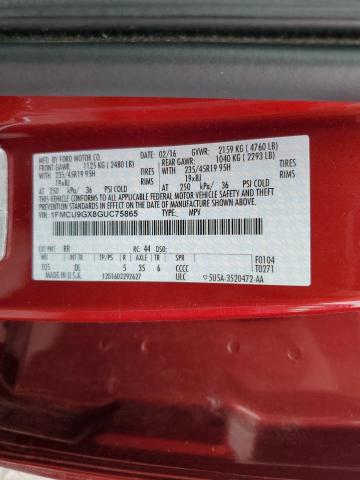 MFD. BY FORD MOTOR CO.
DATE: 02/16 GVWR: 2159 KG (4760 LB)
FRONT GAWR: 1125 KG (2480 LB) REAR GAWR: 1040 KG (2293 LB)
WITH 235/45R19 95H TIRES WITH 235/45R19 95H TIRES
19x8J RIMS 19x8J RIMS
AT 250 kPa/ 36 PSI COLD AT 250 kPa/ 36 PSI COLD
THIS VEHICLE CONFORMS TO ALL APPLICABLE FEDERAL MOTOR VEHICLE SAFETY AND THEFT
PREVENTION STANDARDS IN EFFECT ON THE DATE OF MANUFACTURE SHOWN ABOVE.
VIN: 1FMCU9GX8GUC75865 TYPE: MPV
EXT PNT: RR RC: 44 DSO:
WB INT TR TP/PS R AXLE TR SPR
105 DL 5 35 6 CCCC F0104
T0271
MADE IN U.S.A. 1201602292627 ULC 5U5A-3520472-AA